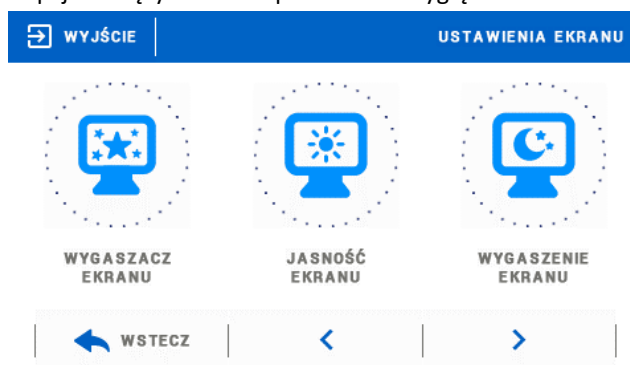 WYJŚCIE
USTAWIENIA EKRANU
WYGASZACZ
EKRANU
JASNOŚĆ
EKRANU
WYGASZENIE
EKRANU
WSTECZ